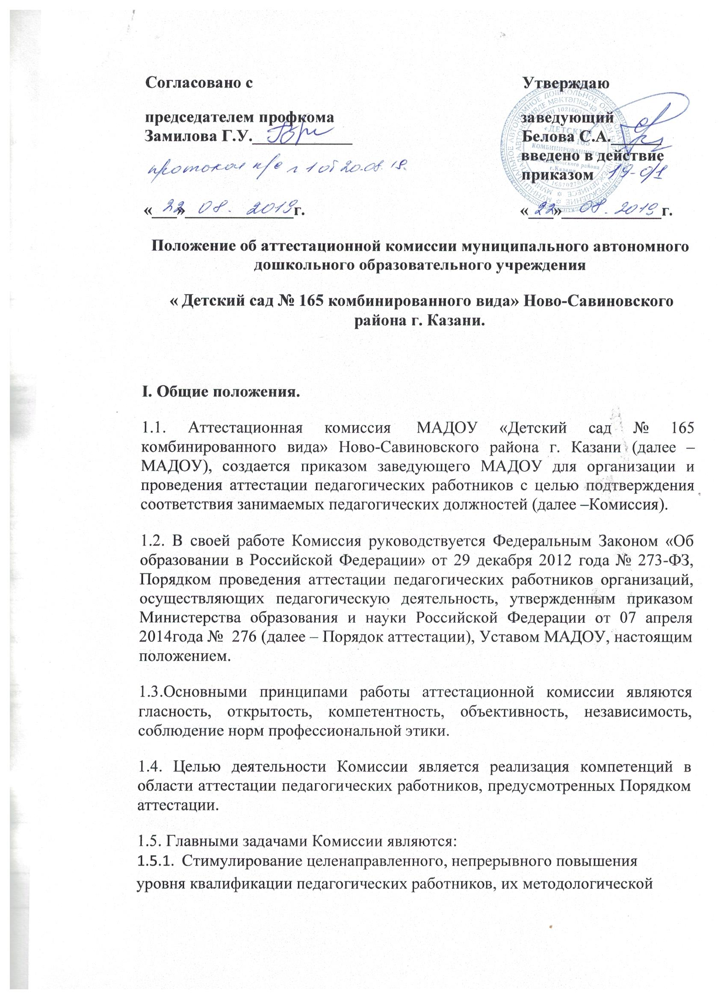 Согласовано с
председателем профкома
Замилова Г.У.____________
протокол № 1 от 20.08.19.
«22» 08. 2019г.
Утверждаю
заведующий
Белова С.А.______
введено в действие
приказом 19-о/1
«22» 08. 2019г.
Положение об аттестационной комиссии муниципального автономного
дошкольного образовательного учреждения
« Детский сад № 165 комбинированного вида» Ново-Савиновского
района г. Казани.
I. Общие положения.
1.1. Аттестационная комиссия МАДОУ «Детский сад № 165
комбинированного вида» Ново-Савиновского района г. Казани (далее –
МАДОУ), создается приказом заведующего МАДОУ для организации и
проведения аттестации педагогических работников с целью подтверждения
соответствия занимаемых педагогических должностей (далее –Комиссия).
1.2. В своей работе Комиссия руководствуется Федеральным Законом «Об
образовании в Российской Федерации» от 29 декабря 2012 года № 273-ФЗ,
Порядком проведения аттестации педагогических работников организаций,
осуществляющих педагогическую деятельность, утвержденным приказом
Министерства образования и науки Российской Федерации от 07 апреля
2014года № 276 (далее – Порядок аттестации), Уставом МАДОУ, настоящим
положением.
1.3.Основными принципами работы аттестационной комиссии являются
гласность, открытость, компетентность, объективность, независимость,
соблюдение норм профессиональной этики.
1.4. Целью деятельности Комиссии является реализация компетенций в
области аттестации педагогических работников, предусмотренных Порядком
аттестации.
1.5. Главными задачами Комиссии являются:
1.5.1. Стимулирование целенаправленного, непрерывного повышения
уровня квалификации педагогических работников, их методологической